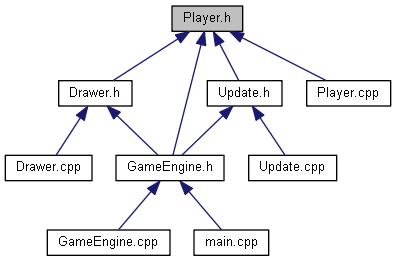 Player.h
Drawer.h
Update.h
Player.cpp
Drawer.cpp
GameEngine.h
Update.cpp
GameEngine.cpp
main.cpp